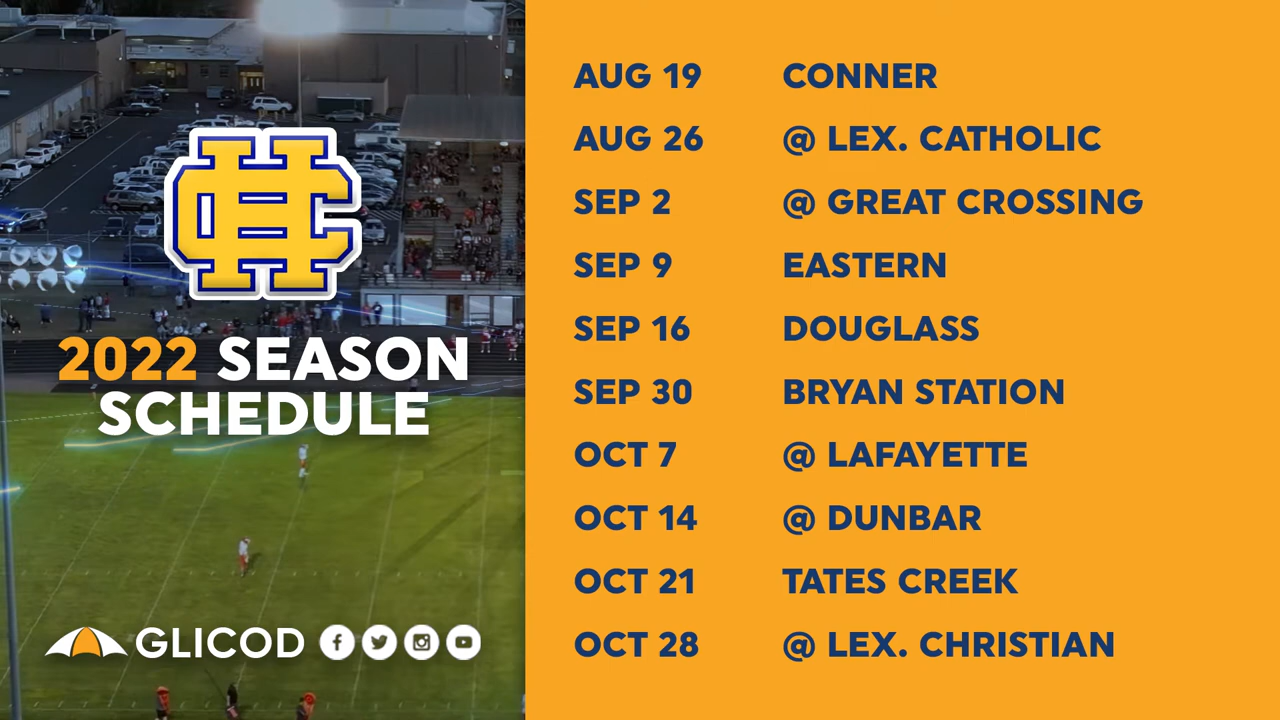 HC
2022 SEASON
SCHEDULE
GLICOD
AUG 19 CONNER
AUG 26 @ LEX. CATHOLIC
SEP 2 @ GREAT CROSSING
SEP 9 EASTERN
SEP 16 DOUGLASS
SEP 30 BRYAN STATION
OCT 7 @ LAFAYETTE
OCT 14 @ DUNBAR
OCT 21 TATES CREEK
OCT 28 @ LEX. CHRISTIAN